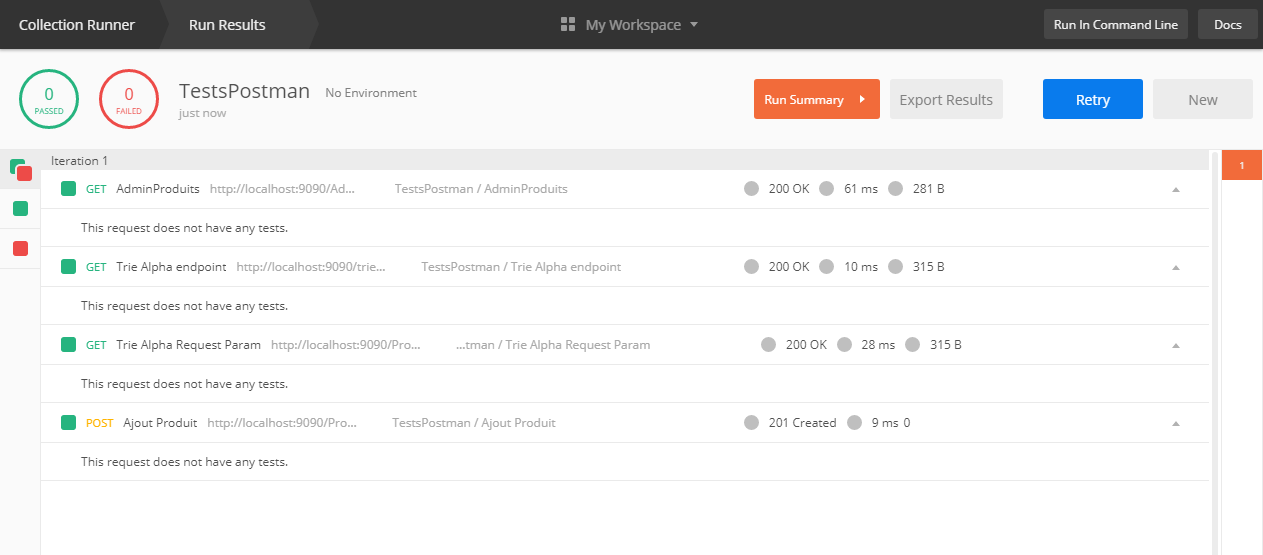 Collection Runner Run Results My Workspace Run In Command Line Docs
0 PASSED 0 FAILED TestsPostman No Environment Run Summary Export Results Retry New
just now
Iteration 1 1
GET AdminProduits http://localhost:9090/Ad... TestsPostman / AdminProduits 200 OK 61 ms 281 B
This request does not have any tests.
GET Trie Alpha endpoint http://localhost:9090/trie... TestsPostman / Trie Alpha endpoint 200 OK 10 ms 315 B
This request does not have any tests.
GET Trie Alpha Request Param http://localhost:9090/Pro... ...tman / Trie Alpha Request Param 200 OK 28 ms 315 B
This request does not have any tests.
POST Ajout Produit http://localhost:9090/Pro... TestsPostman / Ajout Produit 201 Created 9 ms 0
This request does not have any tests.